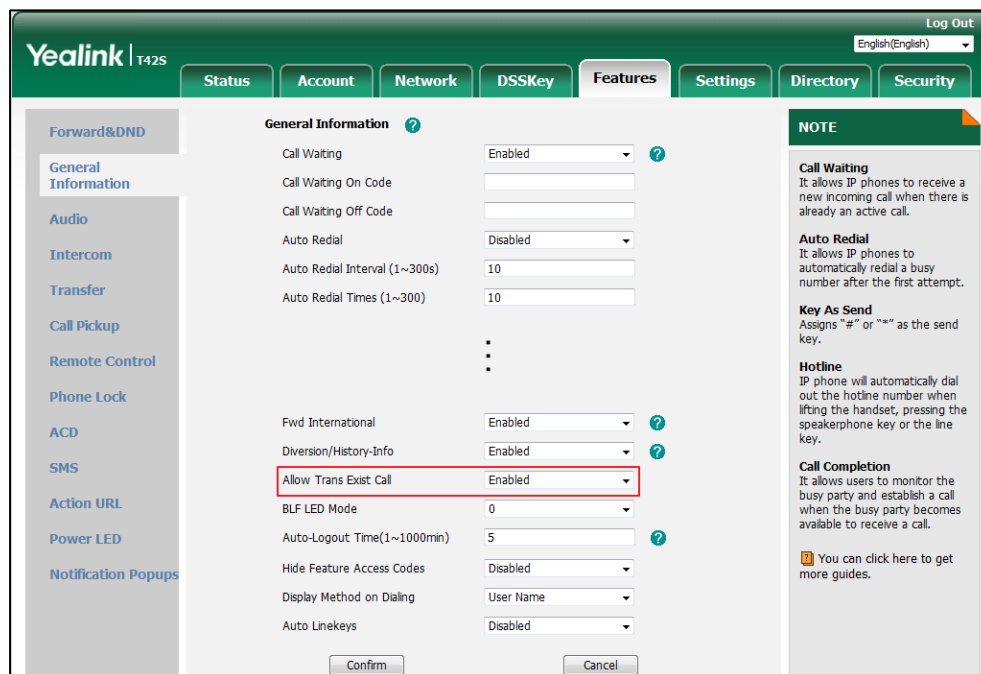 Log Out
Yealink T42S
English(English)
Status Account Network DSSKey Features Settings Directory Security
Forward&DND
General
Information
Audio
Intercom
Transfer
Call Pickup
Remote Control
Phone Lock
ACD
SMS
Action URL
Power LED
Notification Popups
General Information ?
Call Waiting Enabled ?
Call Waiting On Code
Call Waiting Off Code
Auto Redial Disabled
Auto Redial Interval (1~300s) 10
Auto Redial Times (1~300) 10
Fwd International Enabled ?
Diversion/History-Info Enabled ?
Allow Trans Exist Call Enabled
BLF LED Mode 0
Auto-Logout Time(1~1000min) 5 ?
Hide Feature Access Codes Disabled
Display Method on Dialing User Name
Auto Linekeys Disabled
Confirm Cancel
NOTE
Call Waiting
It allows IP phones to receive a
new incoming call when there is
already an active call.
Auto Redial
It allows IP phones to
automatically redial a busy
number after the first attempt.
Key As Send
Assigns "#" or "*" as the send
key.
Hotline
IP phone will automatically dial
out the hotline number when
lifting the handset, pressing the
speakerphone key or the line
key.
Call Completion
It allows users to monitor the
busy party and establish a call
when the busy party becomes
available to receive a call.
? You can click here to get
more guides.